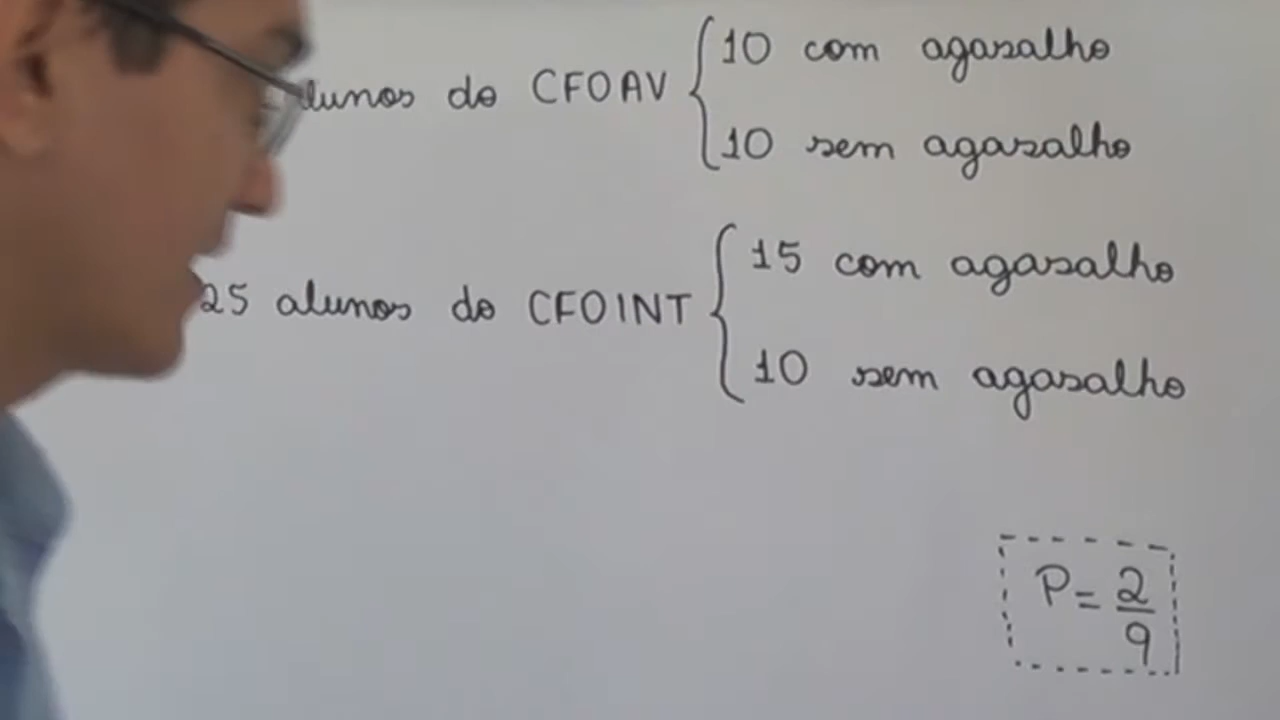 do CFOAV { 10 com agasalho
10 sem agasalho
25 alunos do CFOINT { 15 com agasalho
10 sem agasalho
P = 2/9